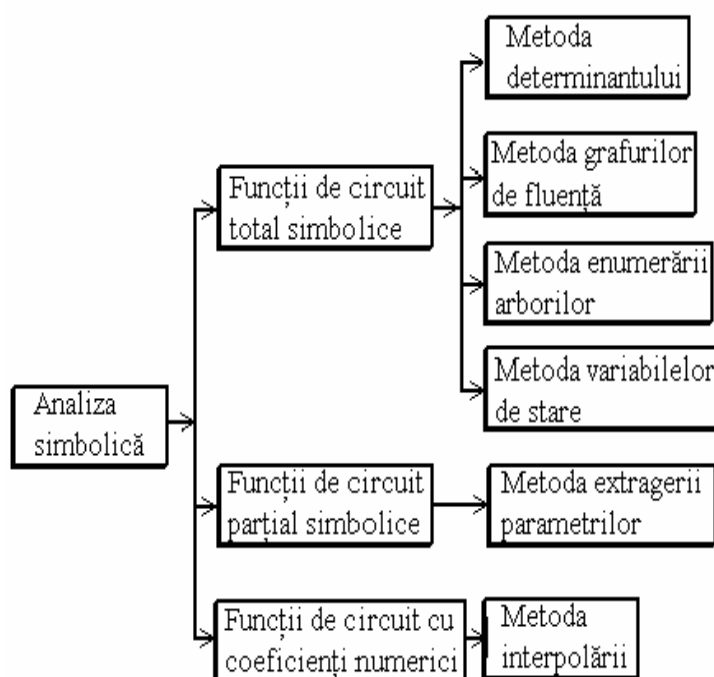 Metoda
determinantului
Funcții de circuit
total simbolice
Metoda grafurilor
de fluență
Metoda enumerării
arborilor
Metoda variabilelor
de stare
Analiza
simbolică
Funcții de circuit
parțial simbolice
Metoda extragerii
parametrilor
Funcții de circuit cu
coeficienți numerici
Metoda
interpolării